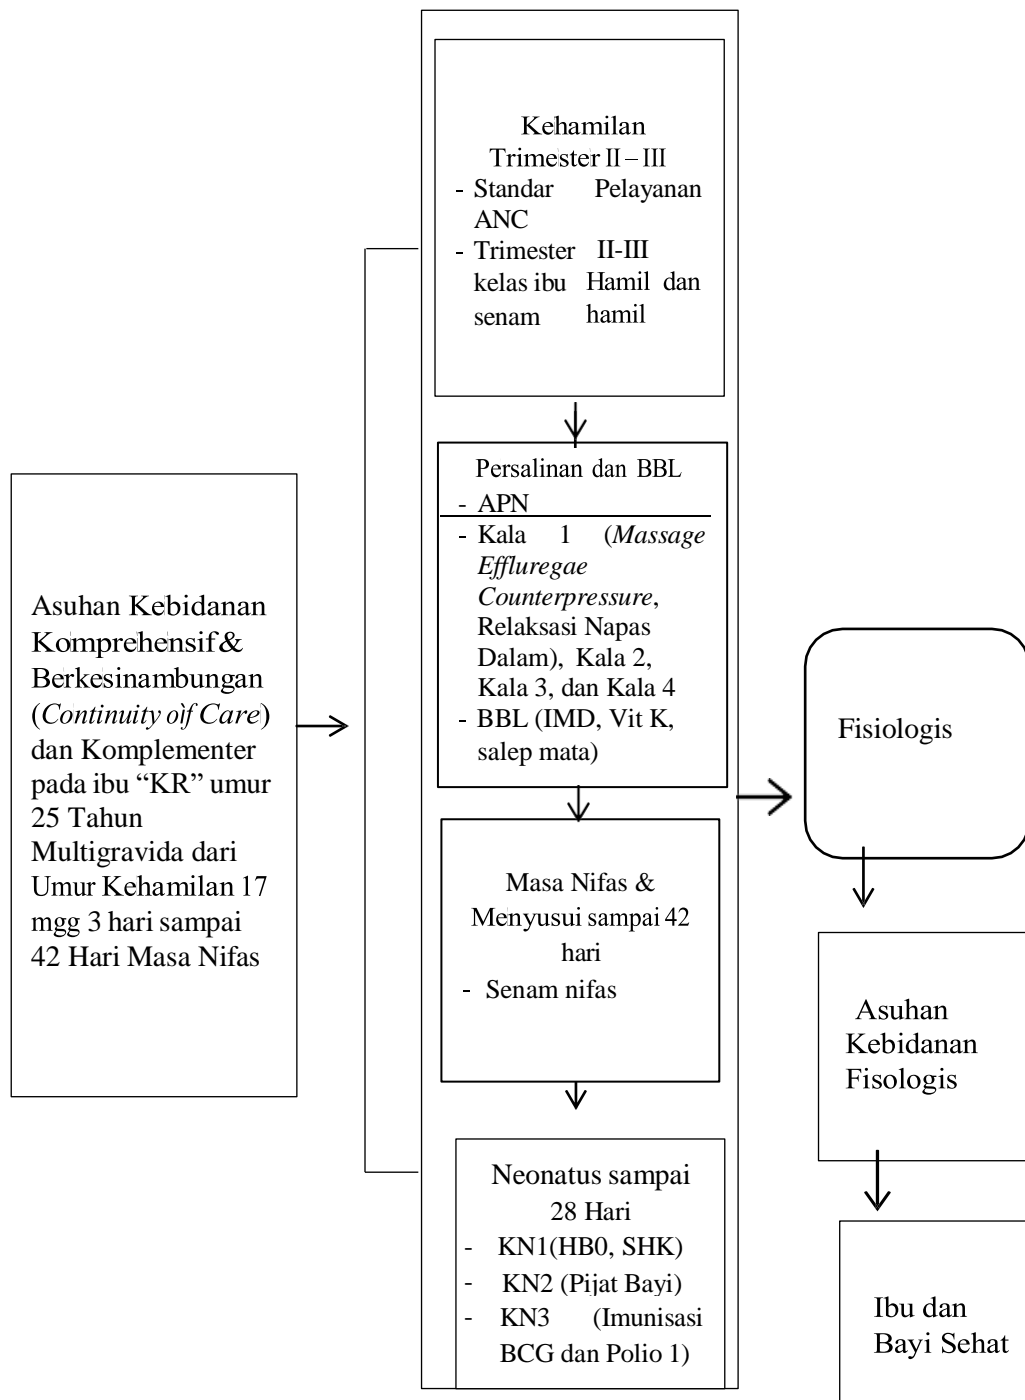 Kehamilan
Trimester II – III
- Standar Pelayanan
ANC
- Trimester II-III
kelas ibu Hamil dan
senam hamil
Persalinan dan BBL
- APN
- Kala 1 (Massage
Effluregae
Counterpressure,
Relaksasi Napas
Dalam), Kala 2,
Kala 3, dan Kala 4
- BBL (IMD, Vit K,
salep mata)
Asuhan Kebidanan
Komprehensif &
Berkesinambungan
(Continuity oìf Care)
dan Komplementer
pada ibu “KR” umur
25 Tahun
Multigravida dari
Umur Kehamilan 17
mgg 3 hari sampai
42 Hari Masa Nifas
Masa Nifas &
Menyusui sampai 42
hari
- Senam nifas
Neonatus sampai
28 Hari
- KN1(HB0, SHK)
- KN2 (Pijat Bayi)
- KN3 (Imunisasi
BCG dan Polio 1)
Fisiologis
Asuhan
Kebidanan
Fisologis
Ibu dan
Bayi Sehat